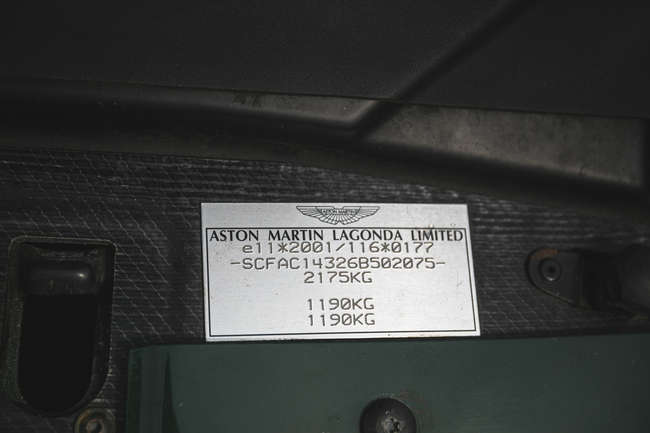 ASTON MARTIN LAGONDA LIMITED
e11*2001/116*0177
-SCFAC14326B502075-
2175KG
1190KG
1190KG